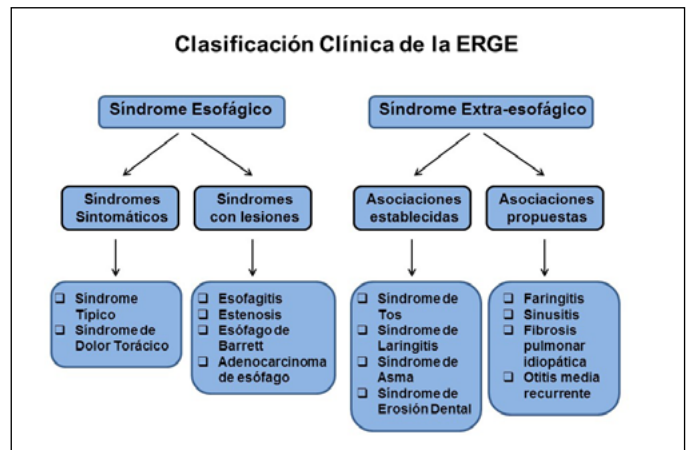 Clasificación Clínica de la ERGE
Síndrome Esofágico
Síndrome Extra-esofágico
Síndromes
Sintomáticos
Síndromes
con lesiones
Asociaciones
establecidas
Asociaciones
propuestas
❑ Síndrome
Típico
❑ Síndrome de
Dolor Torácico
❑ Esofagitis
❑ Estenosis
❑ Esófago de
Barrett
❑ Adenocarcinoma
de esófago
❑ Síndrome de
Tos
❑ Síndrome de
Laringitis
❑ Síndrome de
Asma
❑ Síndrome de
Erosión Dental
❑ Faringitis
❑ Sinusitis
❑ Fibrosis
pulmonar
idiopática
❑ Otitis media
recurrente